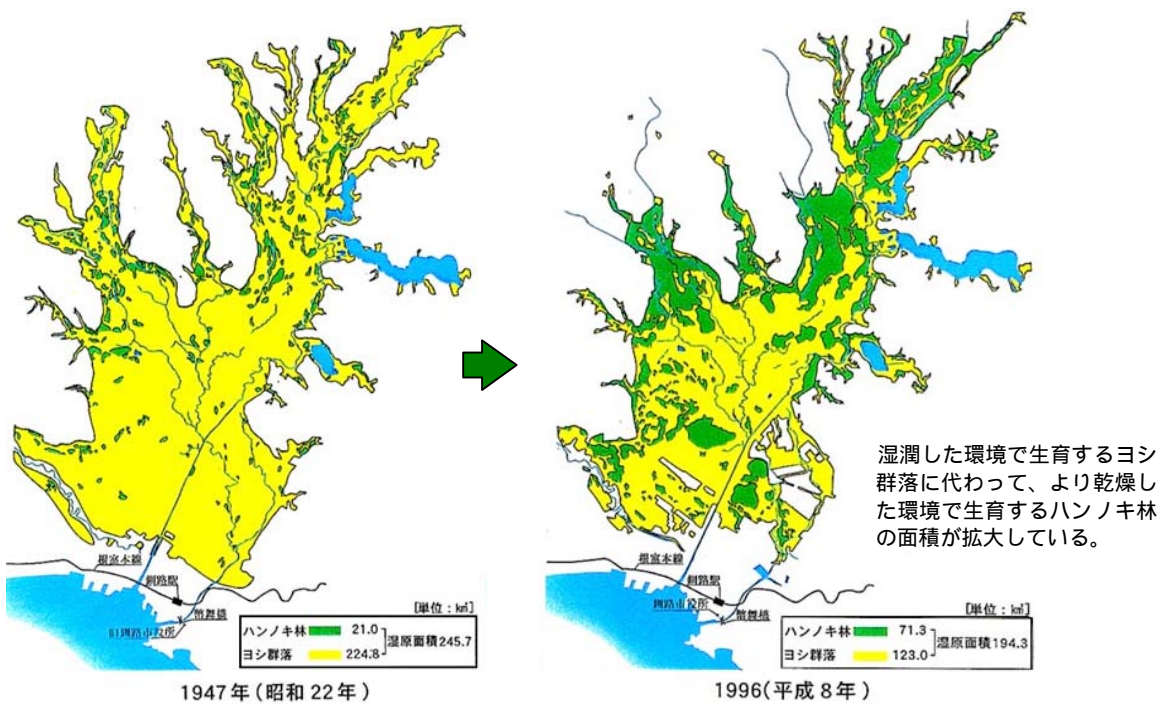 根室本線
釧路駅
幣舞橋
旧釧路市役所
[単位：㎢]
ハンノキ林 21.0
ヨシ群落 224.8
湿原面積245.7
1947年(昭和22年)
根室本線
釧路駅
釧路市役所
幣舞橋
[単位：㎢]
ハンノキ林 71.3
ヨシ群落 123.0
湿原面積194.3
1996(平成8年)
湿潤した環境で生育するヨシ
群落に代わって、より乾燥し
た環境で生育するハンノキ林
の面積が拡大している。